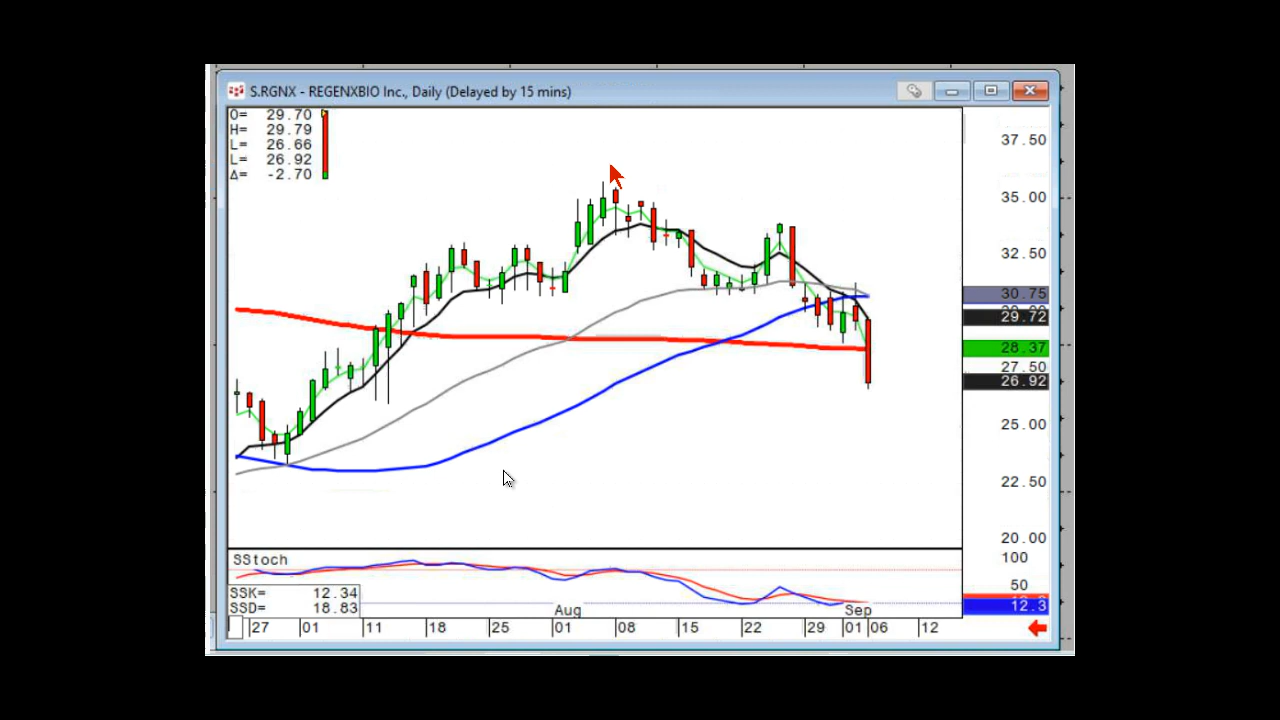 S.RGNX - REGENXBIO Inc., Daily (Delayed by 15 mins)
O= 29.70
H= 29.79
L= 26.66
L= 26.92
Δ= -2.70
37.50
35.00
32.50
30.75
29.72
28.37
27.50
26.92
25.00
22.50
20.00
SStoch
100
50
SSK= 12.34
SSD= 18.83
12.3
Aug Sep
27 01 11 18 25 01 08 15 22 29 01 06 12